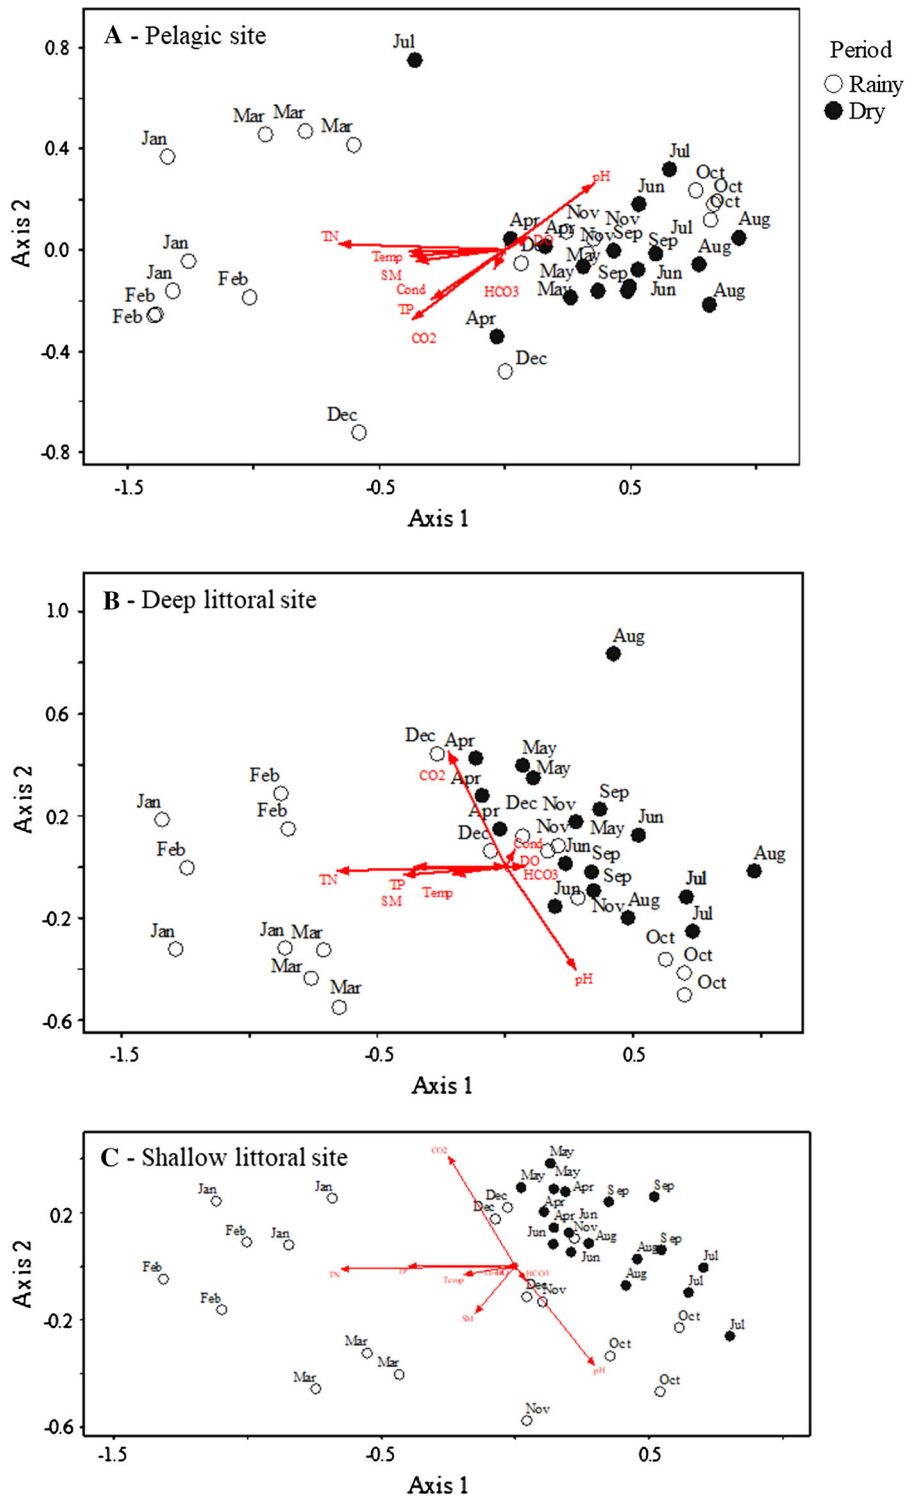 A - Pelagic site
Period
Rainy
Dry
0.8
0.4
0.0
-0.4
-0.8
Axis 2
Jul
Mar
Mar
Mar
Jan
Jan
Jan
Feb
Feb
Feb
Dec
Dec
Dec
Apr
Apr
Apr
Nov
Nov
Nov
May
May
May
Jun
Jun
Jun
Sep
Sep
Sep
Jul
Jul
Oct
Oct
Oct
Aug
Aug
Aug
pH
DO
TN
Temp
SM
Cond
TP
CO2
HCO3
-1.5
-0.5
0.5
Axis 1
B - Deep littoral site
1.0
0.6
0.2
-0.2
-0.6
Axis 2
Aug
Dec
Apr
May
May
Apr
CO2
Feb
Feb
Jan
Feb
Apr
Dec
Dec
Nov
Nov
Sep
May
Jun
Cond
Jun
Sep
DO
HCO3
Aug
TN
TP
SM
Temp
Jun
Sep
Nov
Aug
Jul
Jul
Jan
Jan
Mar
Mar
Mar
Oct
Oct
Oct
pH
-1.5
-0.5
0.5
Axis 1
C - Shallow littoral site
0.2
-0.2
-0.6
Axis 2
CO2
May
May
May
Apr
Sep
Sep
Jan
Jan
Dec
Dec
Apr
Apr
Jun
Nov
Jun
Aug
Jun
Feb
Jan
Aug
Sep
Jul
Feb
TN
TP
Temp
HCO3
Dec
Nov
Aug
Jul
Feb
SM
Oct
Jul
Mar
Mar
Mar
Oct
pH
Oct
Nov
-1.5
-0.5
0.5
Axis 1